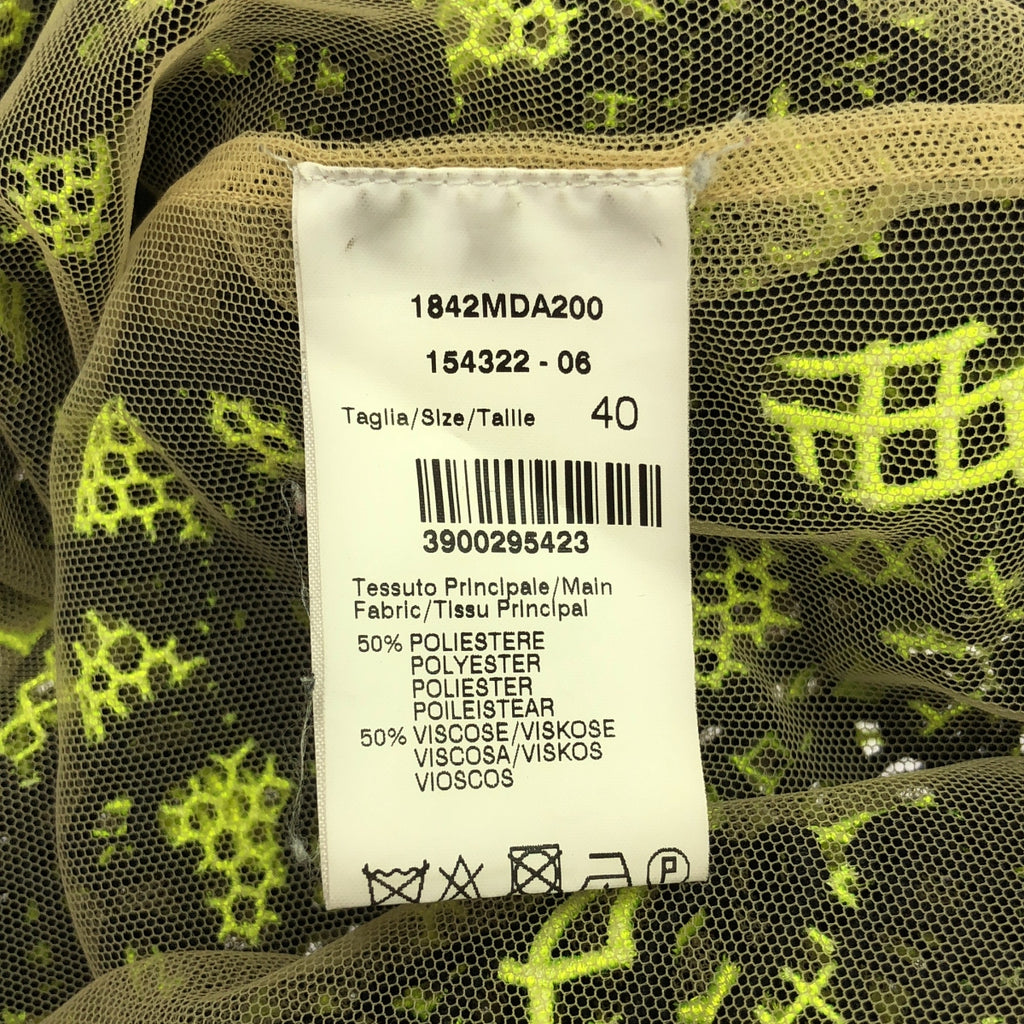 1842MDA200
154322 - 06
Taglia/Size/Taille 40
3900295423
Tessuto Principale/Main
Fabric/Tissu Principal
50% POLIESTERE
POLYESTER
POLIESTER
POILEISTEAR
50% VISCOSE/VISKOSE
VISCOSA/VISKOS
VIOSCOS
P